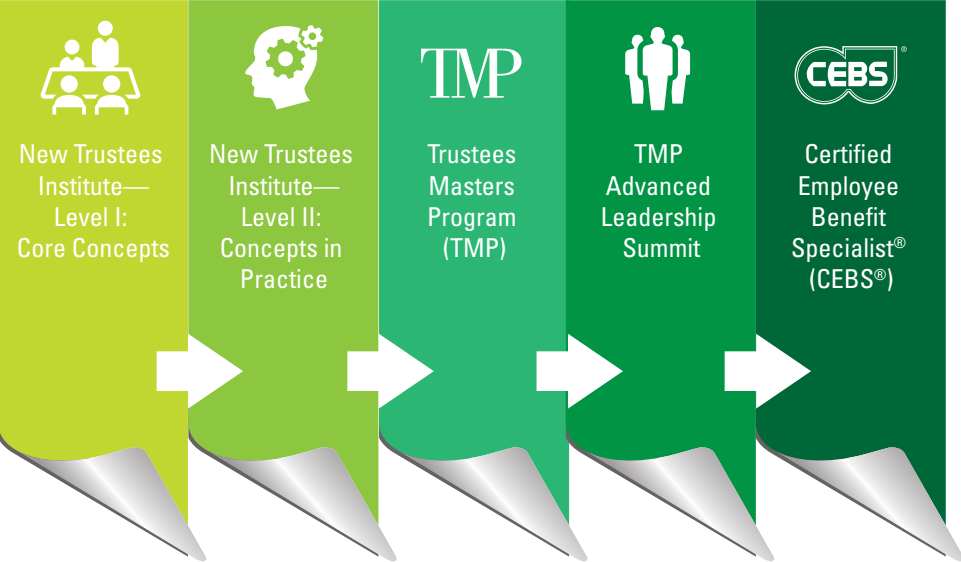 New Trustees
Institute—
Level I:
Core Concepts
New Trustees
Institute—
Level II:
Concepts in
Practice
TMP
Trustees
Masters
Program
(TMP)
TMP
Advanced
Leadership
Summit
CEBS®
Certified
Employee
Benefit
Specialist®
(CEBS®)